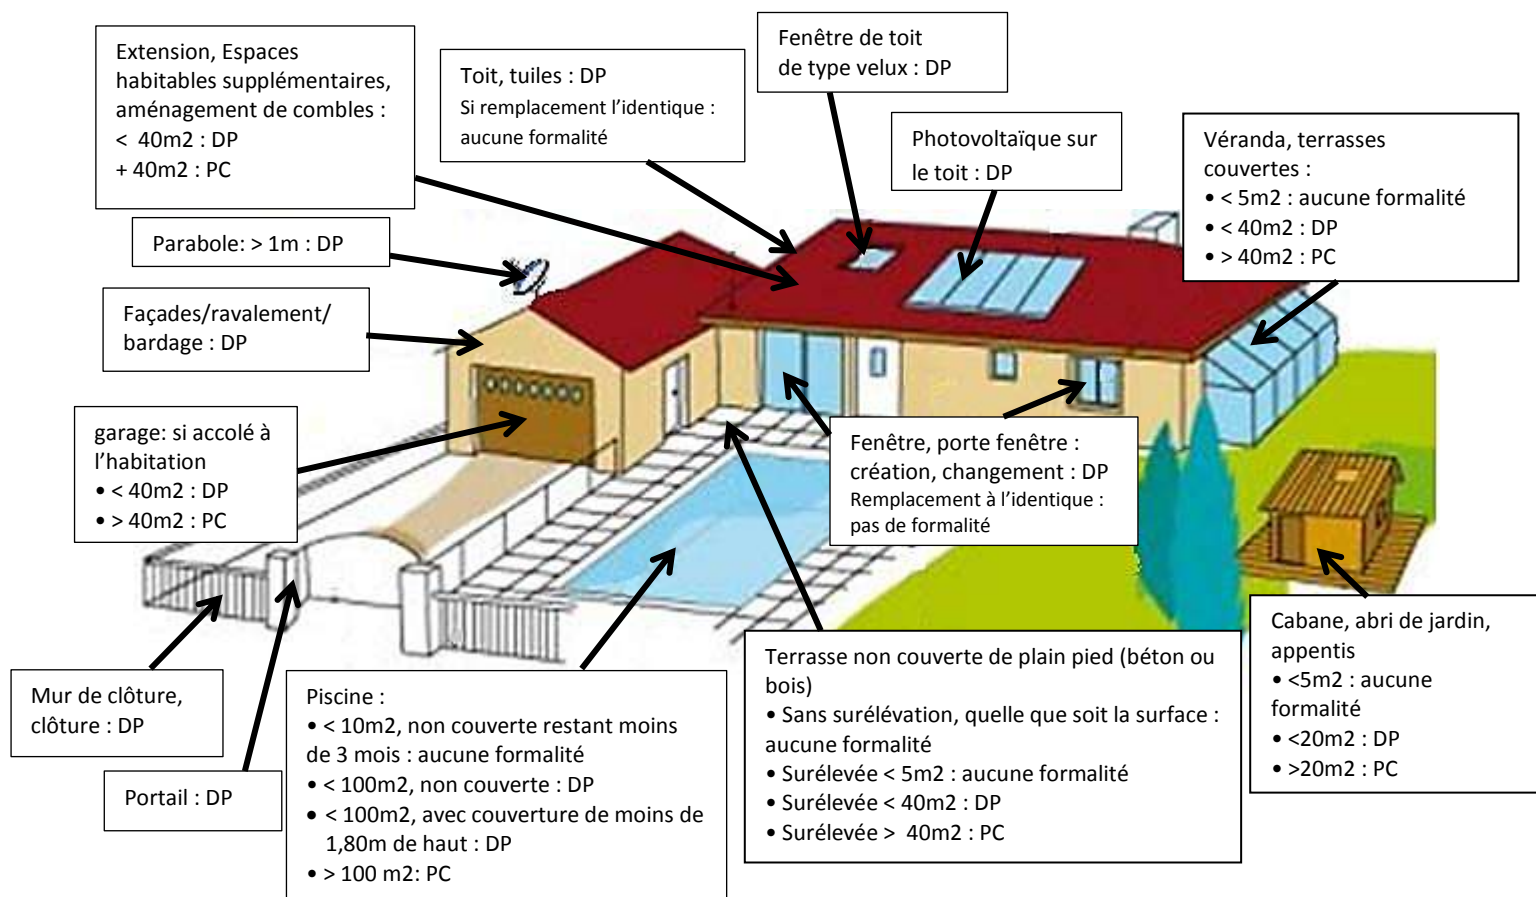 Extension, Espaces
habitables supplémentaires,
aménagement de combles :
< 40m2 : DP
+ 40m2 : PC
Toit, tuiles : DP
Si remplacement l’identique :
aucune formalité
Fenêtre de toit
de type velux : DP
Photovoltaïque sur
le toit : DP
Véranda, terrasses
couvertes :
• < 5m2 : aucune formalité
• < 40m2 : DP
• > 40m2 : PC
Parabole: > 1m : DP
Façades/ravalement/
bardage : DP
garage: si accolé à
l’habitation
• < 40m2 : DP
• > 40m2 : PC
Fenêtre, porte fenêtre :
création, changement : DP
Remplacement à l’identique :
pas de formalité
Mur de clôture,
clôture : DP
Portail : DP
Piscine :
• < 10m2, non couverte restant moins
de 3 mois : aucune formalité
• < 100m2, non couverte : DP
• < 100m2, avec couverture de moins de
1,80m de haut : DP
• > 100 m2: PC
Terrasse non couverte de plain pied (béton ou
bois)
• Sans surélévation, quelle que soit la surface :
aucune formalité
• Surélevée < 5m2 : aucune formalité
• Surélevée < 40m2 : DP
• Surélevée > 40m2 : PC
Cabane, abri de jardin,
appentis
• <5m2 : aucune
formalité
• <20m2 : DP
• >20m2 : PC